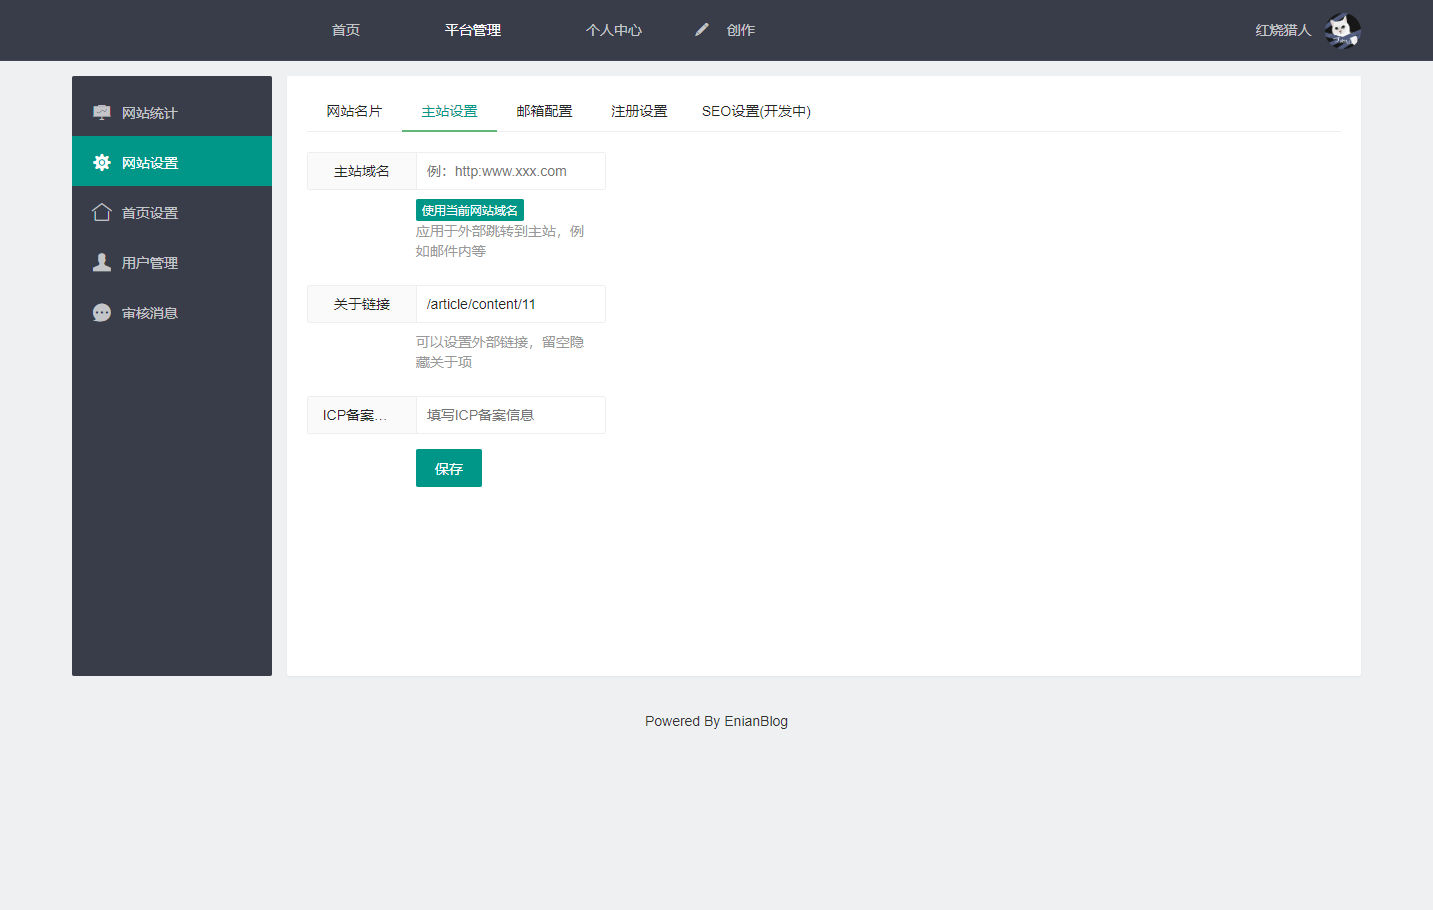 首页 平台管理 个人中心 创作 红烧猎人
网站统计
网站设置
首页设置
用户管理
审核消息
网站名片 主站设置 邮箱配置 注册设置 SEO设置(开发中)
主站域名 例：http:www.xxx.com
使用当前网站域名
应用于外部跳转到主站，例
如邮件内等
关于链接 /article/content/11
可以设置外部链接，留空隐
藏关于项
ICP备案... 填写ICP备案信息
保存
Powered By EnianBlog